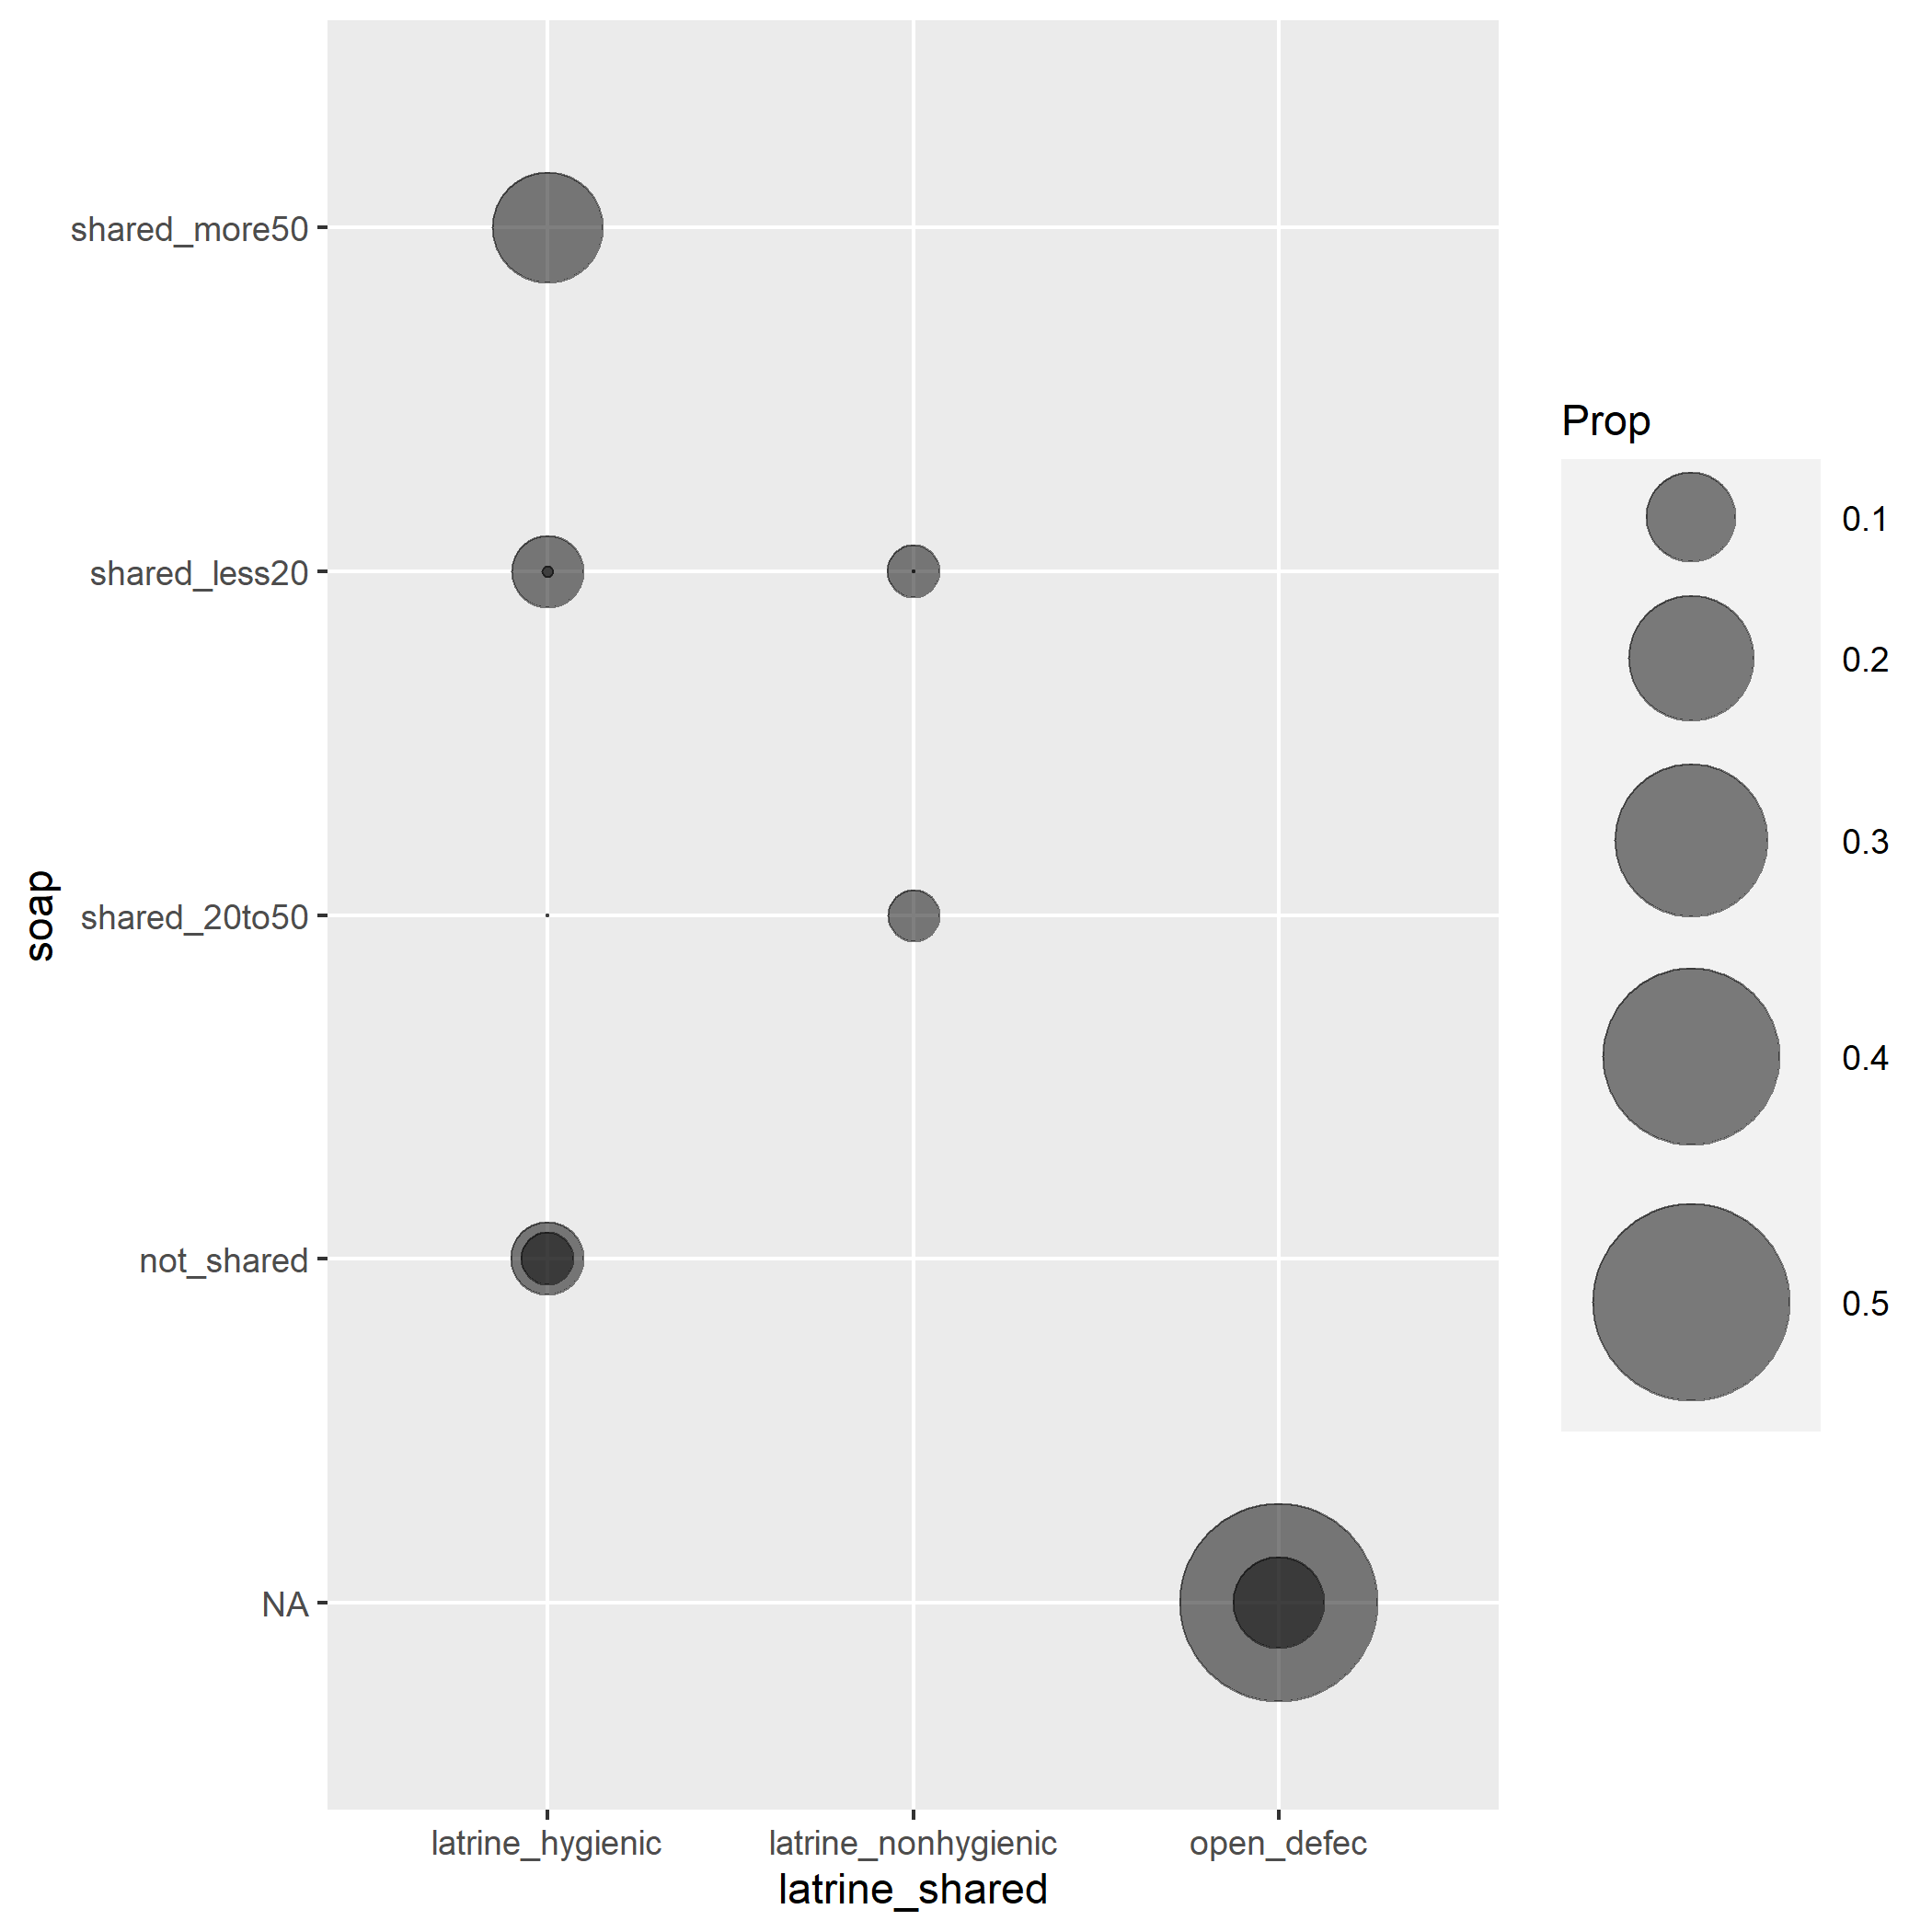 shared_more50
shared_less20
shared_20to50
not_shared
NA
soap
latrine_hygienic
latrine_nonhygienic
open_defec
latrine_shared
Prop
0.1
0.2
0.3
0.4
0.5